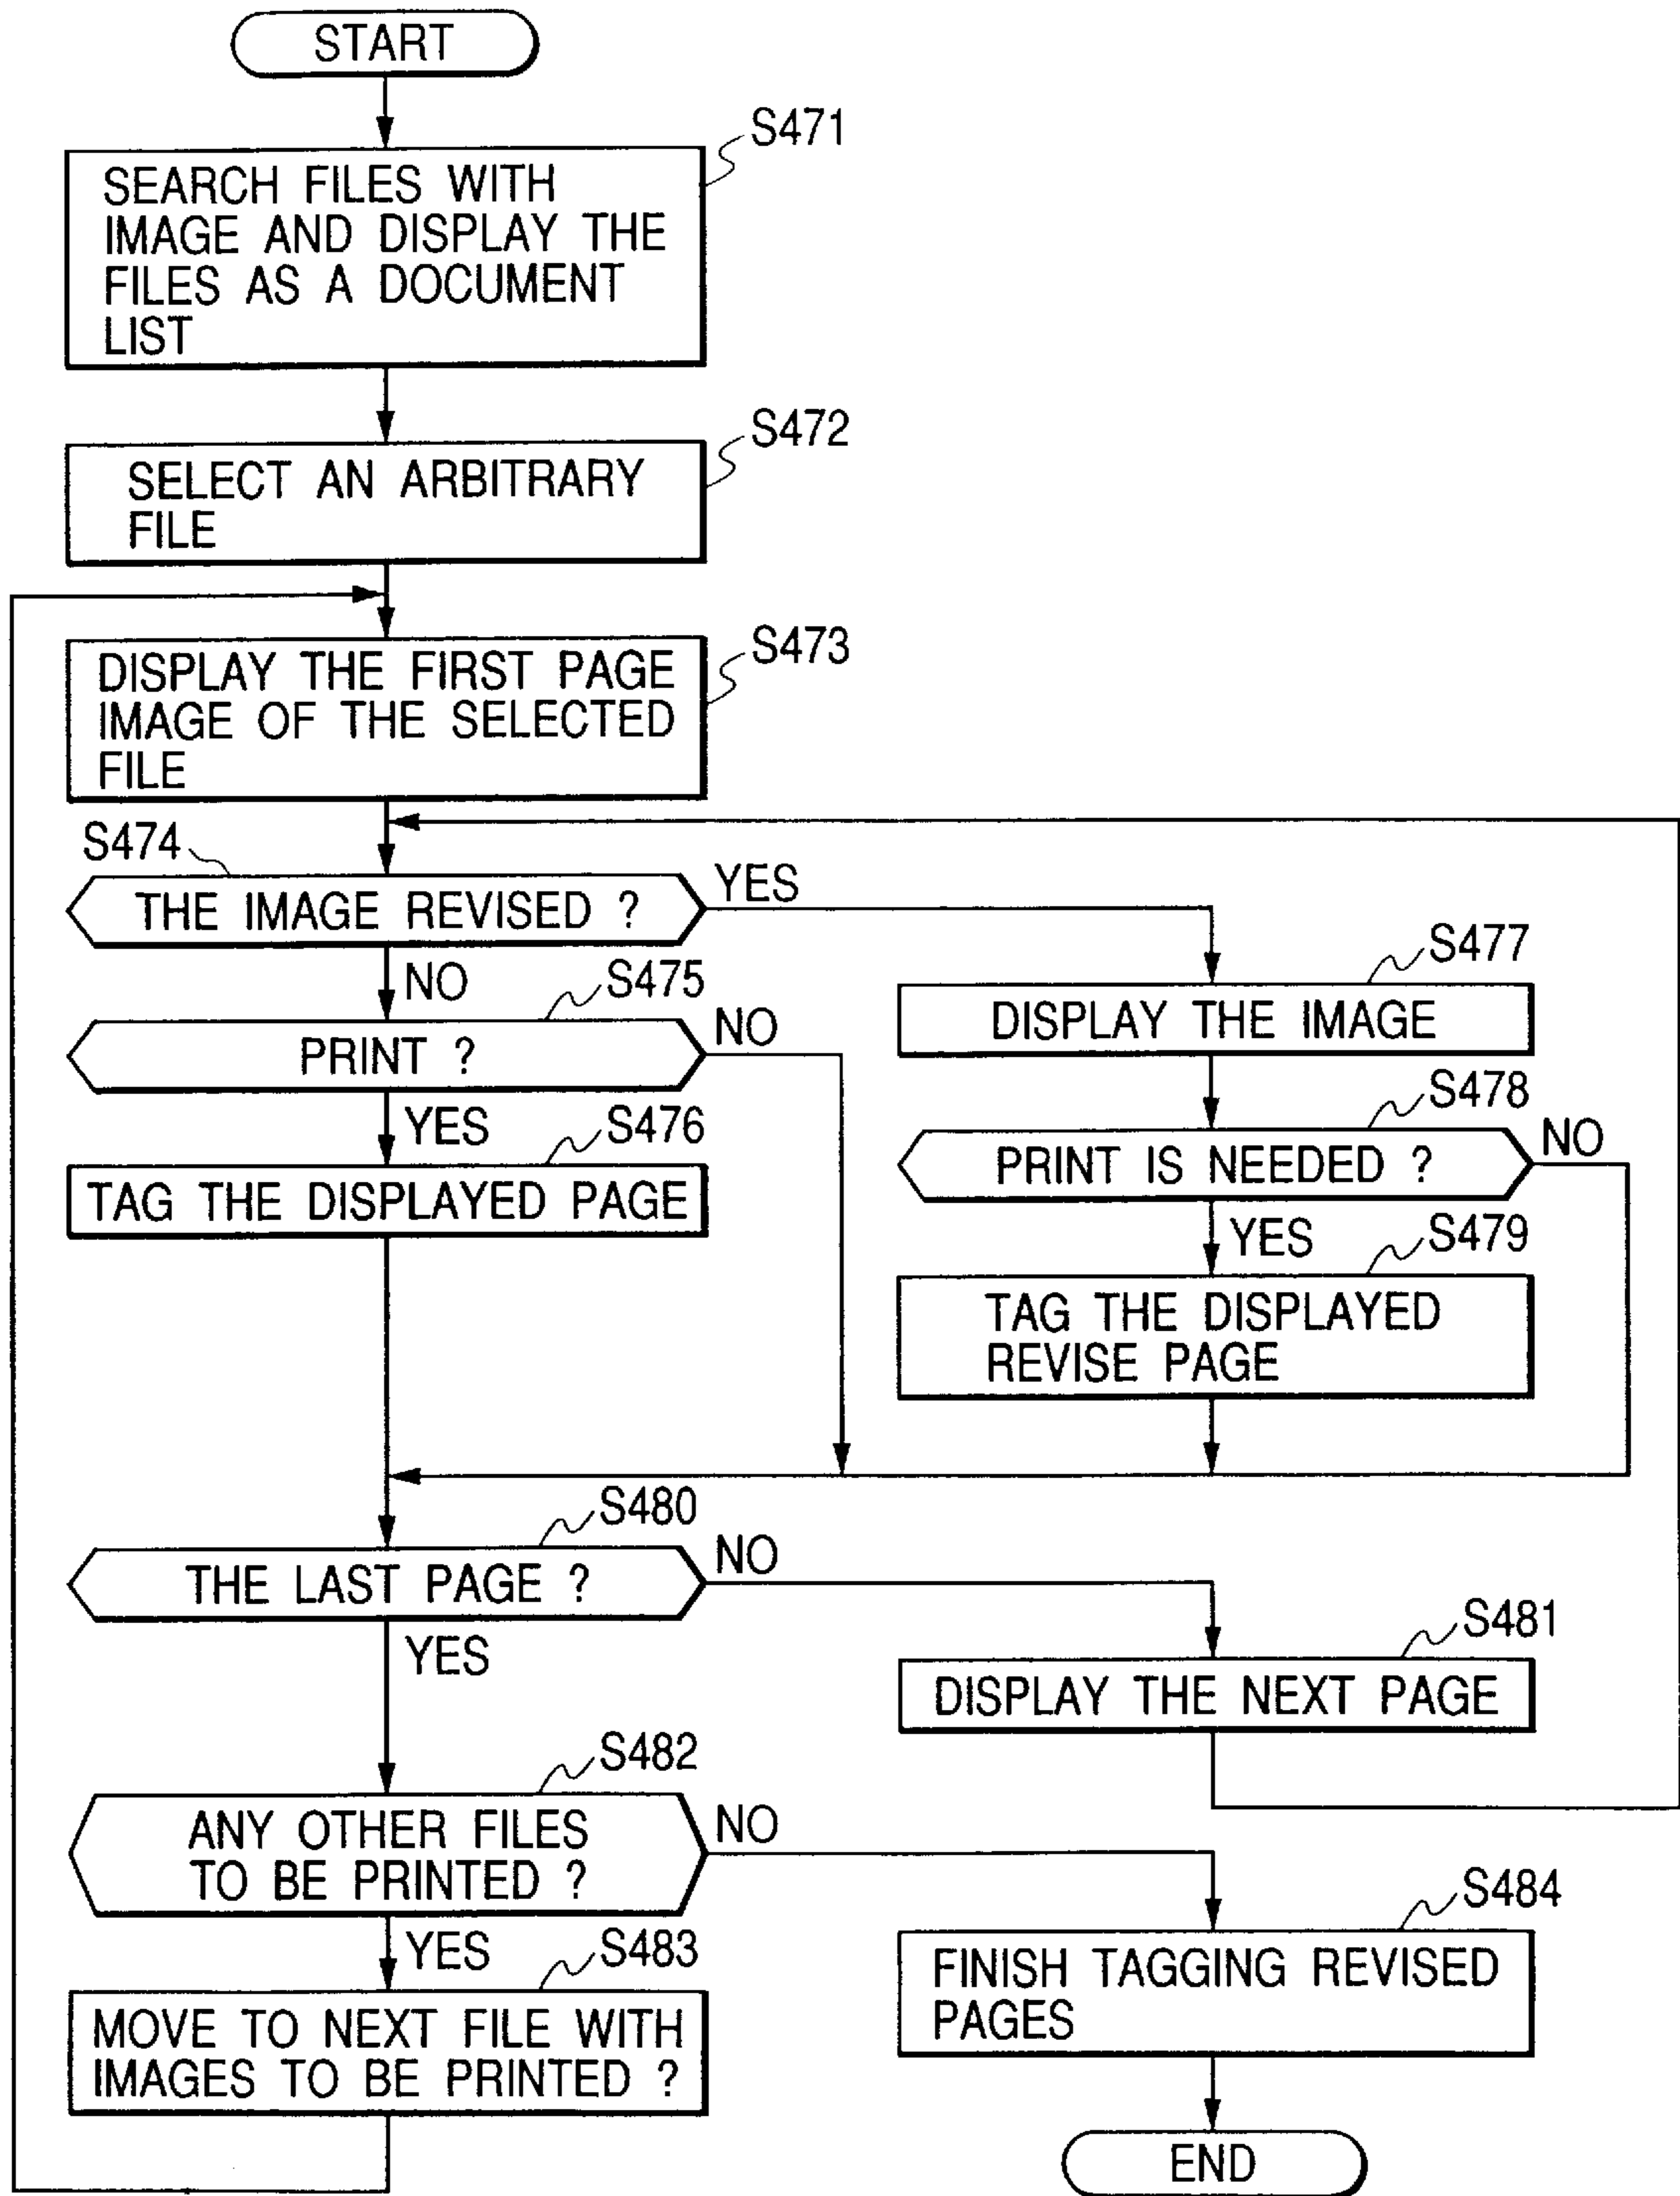 START
S471
SEARCH FILES WITH
IMAGE AND DISPLAY THE
FILES AS A DOCUMENT
LIST
S472
SELECT AN ARBITRARY
FILE
S473
DISPLAY THE FIRST PAGE
IMAGE OF THE SELECTED
FILE
S474
THE IMAGE REVISED ?
YES
NO
S475
PRINT ?
NO
YES
S476
TAG THE DISPLAYED PAGE
S477
DISPLAY THE IMAGE
S478
PRINT IS NEEDED ?
NO
YES
S479
TAG THE DISPLAYED
REVISE PAGE
S480
THE LAST PAGE ?
NO
YES
S481
DISPLAY THE NEXT PAGE
S482
ANY OTHER FILES
TO BE PRINTED ?
NO
YES
S483
MOVE TO NEXT FILE WITH
IMAGES TO BE PRINTED ?
S484
FINISH TAGGING REVISED
PAGES
END